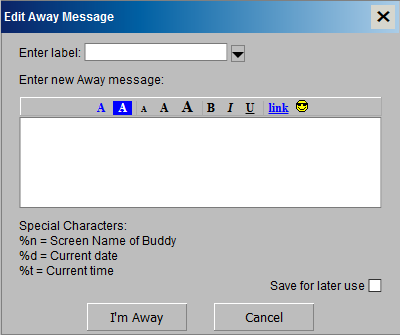 Edit Away Message
Enter label:
Enter new Away message:
A A A A A B I U link
Special Characters:
%n = Screen Name of Buddy
%d = Current date
%t = Current time
Save for later use
I'm Away Cancel